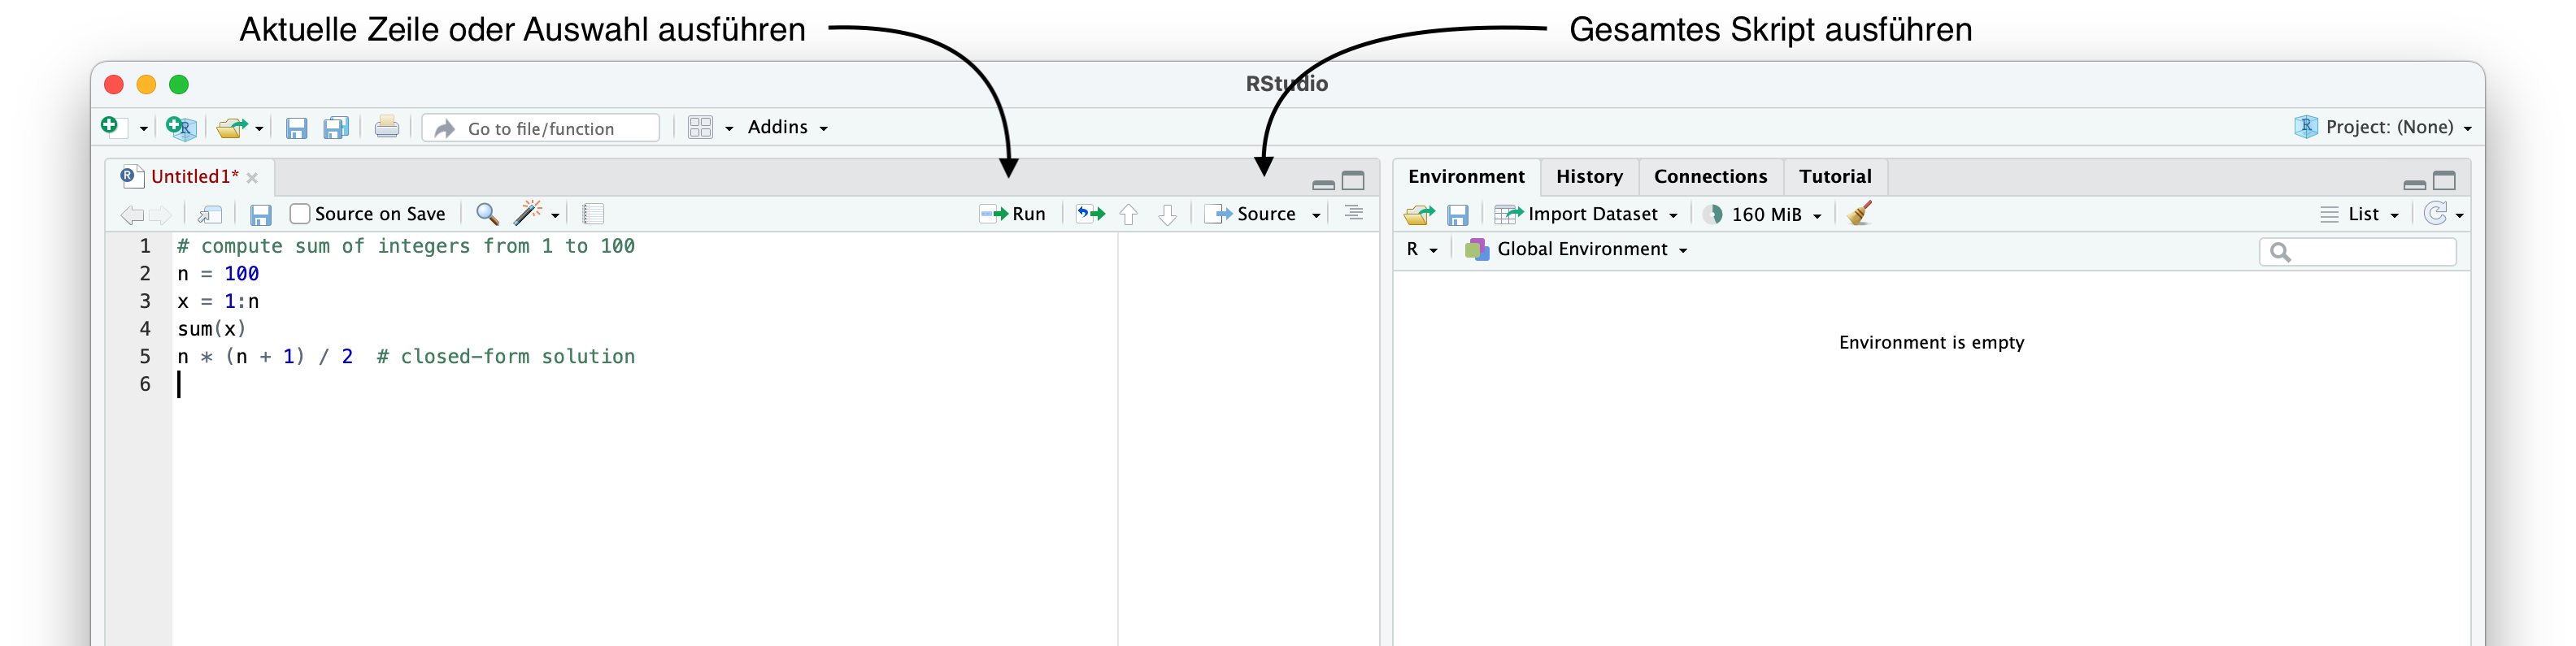 Aktuelle Zeile oder Auswahl ausführen
Gesamtes Skript ausführen
RStudio
Go to file/function
Addins
Project: (None)
Untitled1*
Source on Save
Run
Source
1 # compute sum of integers from 1 to 100
2 n = 100
3 x = 1:n
4 sum(x)
5 n * (n + 1) / 2  # closed-form solution
6
Environment
History
Connections
Tutorial
Import Dataset
160 MiB
List
R
Global Environment
Environment is empty